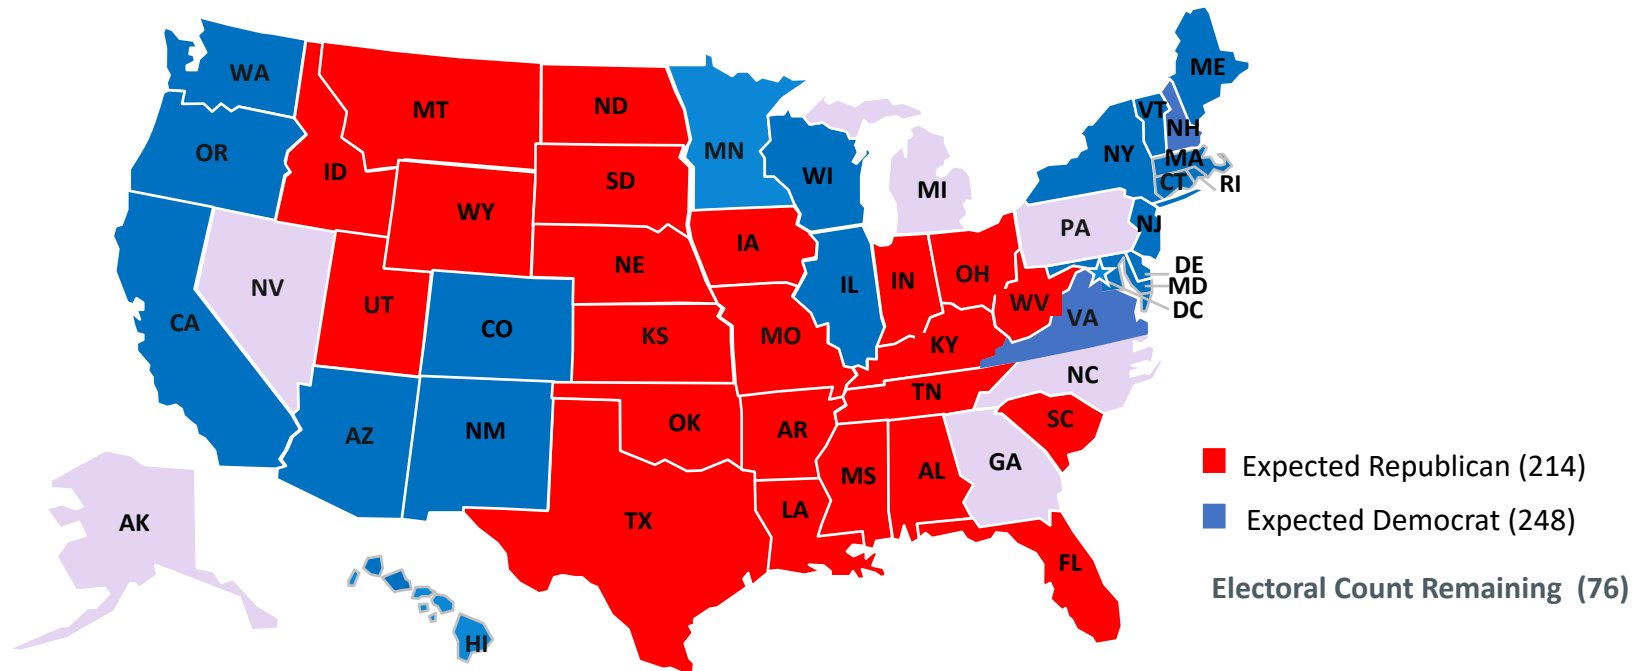 WA
MT
ND
MN
ME
VT
NH
OR
ID
SD
WI
NY
MA
CT
RI
WY
MI
PA
NJ
IA
NE
NV
UT
IL
IN
OH
WV
VA
DE
MD
DC
CA
CO
KS
MO
KY
NC
TN
AZ
NM
OK
AR
SC
MS
AL
GA
TX
LA
AK
FL
HI
Expected Republican (214)
Expected Democrat (248)
Electoral Count Remaining (76)